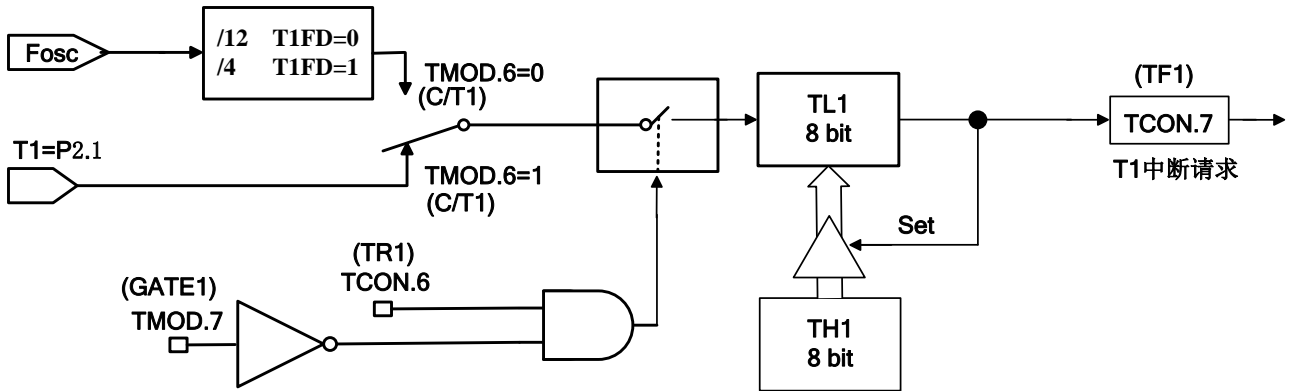 Fosc
/12 T1FD=0
/4 T1FD=1
TMOD.6=0
(C/T1)
T1=P2.1
TMOD.6=1
(C/T1)
TL1
8 bit
(TF1)
TCON.7
T1中断请求
Set
(TR1)
TCON.6
(GATE1)
TMOD.7
TH1
8 bit